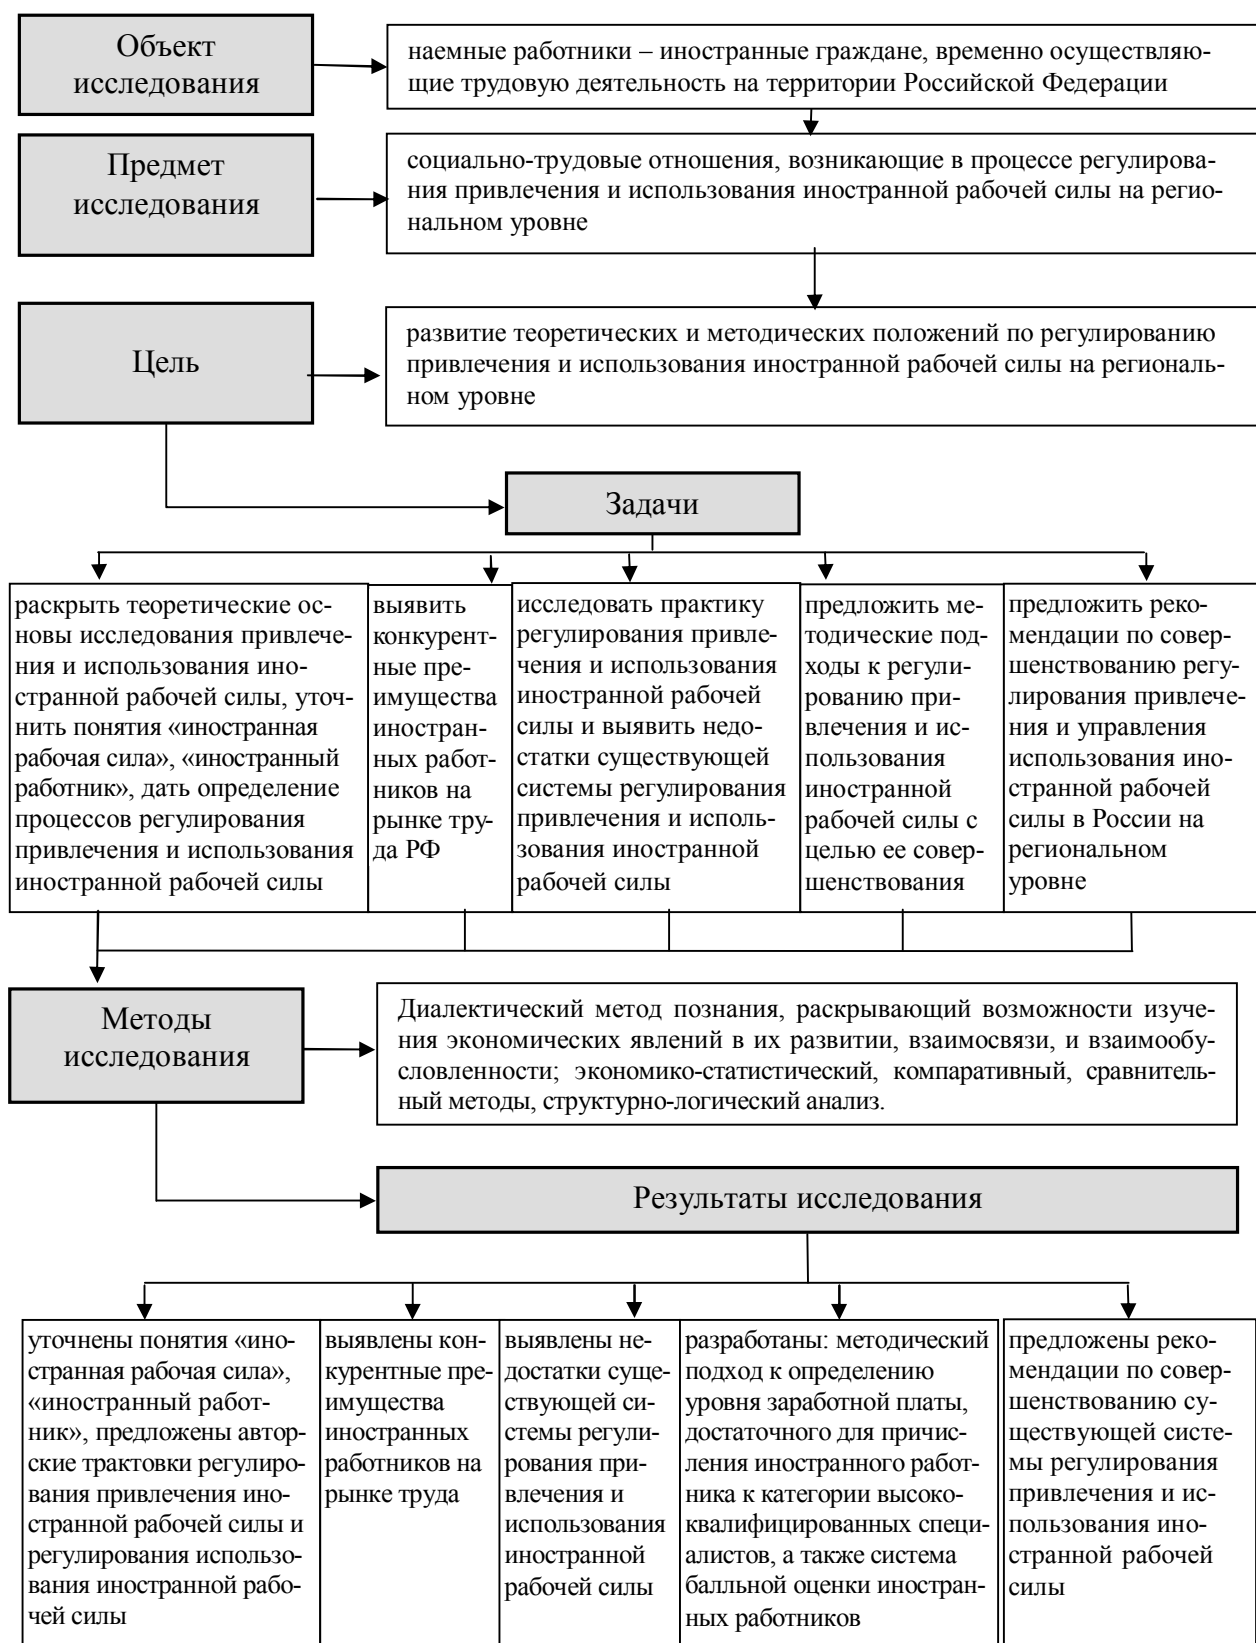 Объект
исследования
наемные работники – иностранные граждане, временно осуществляю-
щие трудовую деятельность на территории Российской Федерации
Предмет
исследования
социально-трудовые отношения, возникающие в процессе регулирова-
ния привлечения и использования иностранной рабочей силы на регио-
нальном уровне
Цель
развитие теоретических и методических положений по регулированию
привлечения и использования иностранной рабочей силы на региональ-
ном уровне
Задачи
раскрыть теоретические ос-
новы исследования привлече-
ния и использования ино-
странной рабочей силы, уточ-
нить понятия «иностранная
рабочая сила», «иностранный
работник», дать определение
процессов регулирования
привлечения и использования
иностранной рабочей силы
выявить
конкурент-
ные пре-
имущества
иностран-
ных работ-
ников на
рынке тру-
да РФ
исследовать практику
регулирования привле-
чения и использования
иностранной рабочей
силы и выявить недо-
статки существующей
системы регулирования
привлечения и исполь-
зования иностранной
рабочей силы
предложить ме-
тодические под-
ходы к регули-
рованию при-
влечения и ис-
пользования
иностранной
рабочей силы с
целью ее совер-
шенствования
предложить реко-
мендации по совер-
шенствованию регу-
лирования привлече-
ния и управления
использования ино-
странной рабочей
силы в России на
региональном
уровне
Методы
исследования
Диалектический метод познания, раскрывающий возможности изуче-
ния экономических явлений в их развитии, взаимосвязи, и взаимообу-
словленности; экономико-статистический, компаративный, сравнитель-
ный методы, структурно-логический анализ.
Результаты исследования
уточнены понятия «ино-
странная рабочая сила»,
«иностранный работ-
ник», предложены автор-
ские трактовки регулиро-
вания привлечения ино-
странной рабочей силы и
регулирования использо-
вания иностранной рабо-
чей силы
выявлены кон-
курентные пре-
имущества
иностранных
работников на
рынке труда
выявлены не-
достатки суще-
ствующей си-
стемы регули-
рования при-
влечения и
использования
иностранной
рабочей силы
разработаны: методический
подход к определению
уровня заработной платы,
достаточного для причис-
ления иностранного работ-
ника к категории высоко-
квалифицированных специ-
алистов, а также система
балльной оценки иностран-
ных работников
предложены реко-
мендации по совер-
шенствованию су-
ществующей систе-
мы регулирования
привлечения и ис-
пользования ино-
странной рабочей
силы